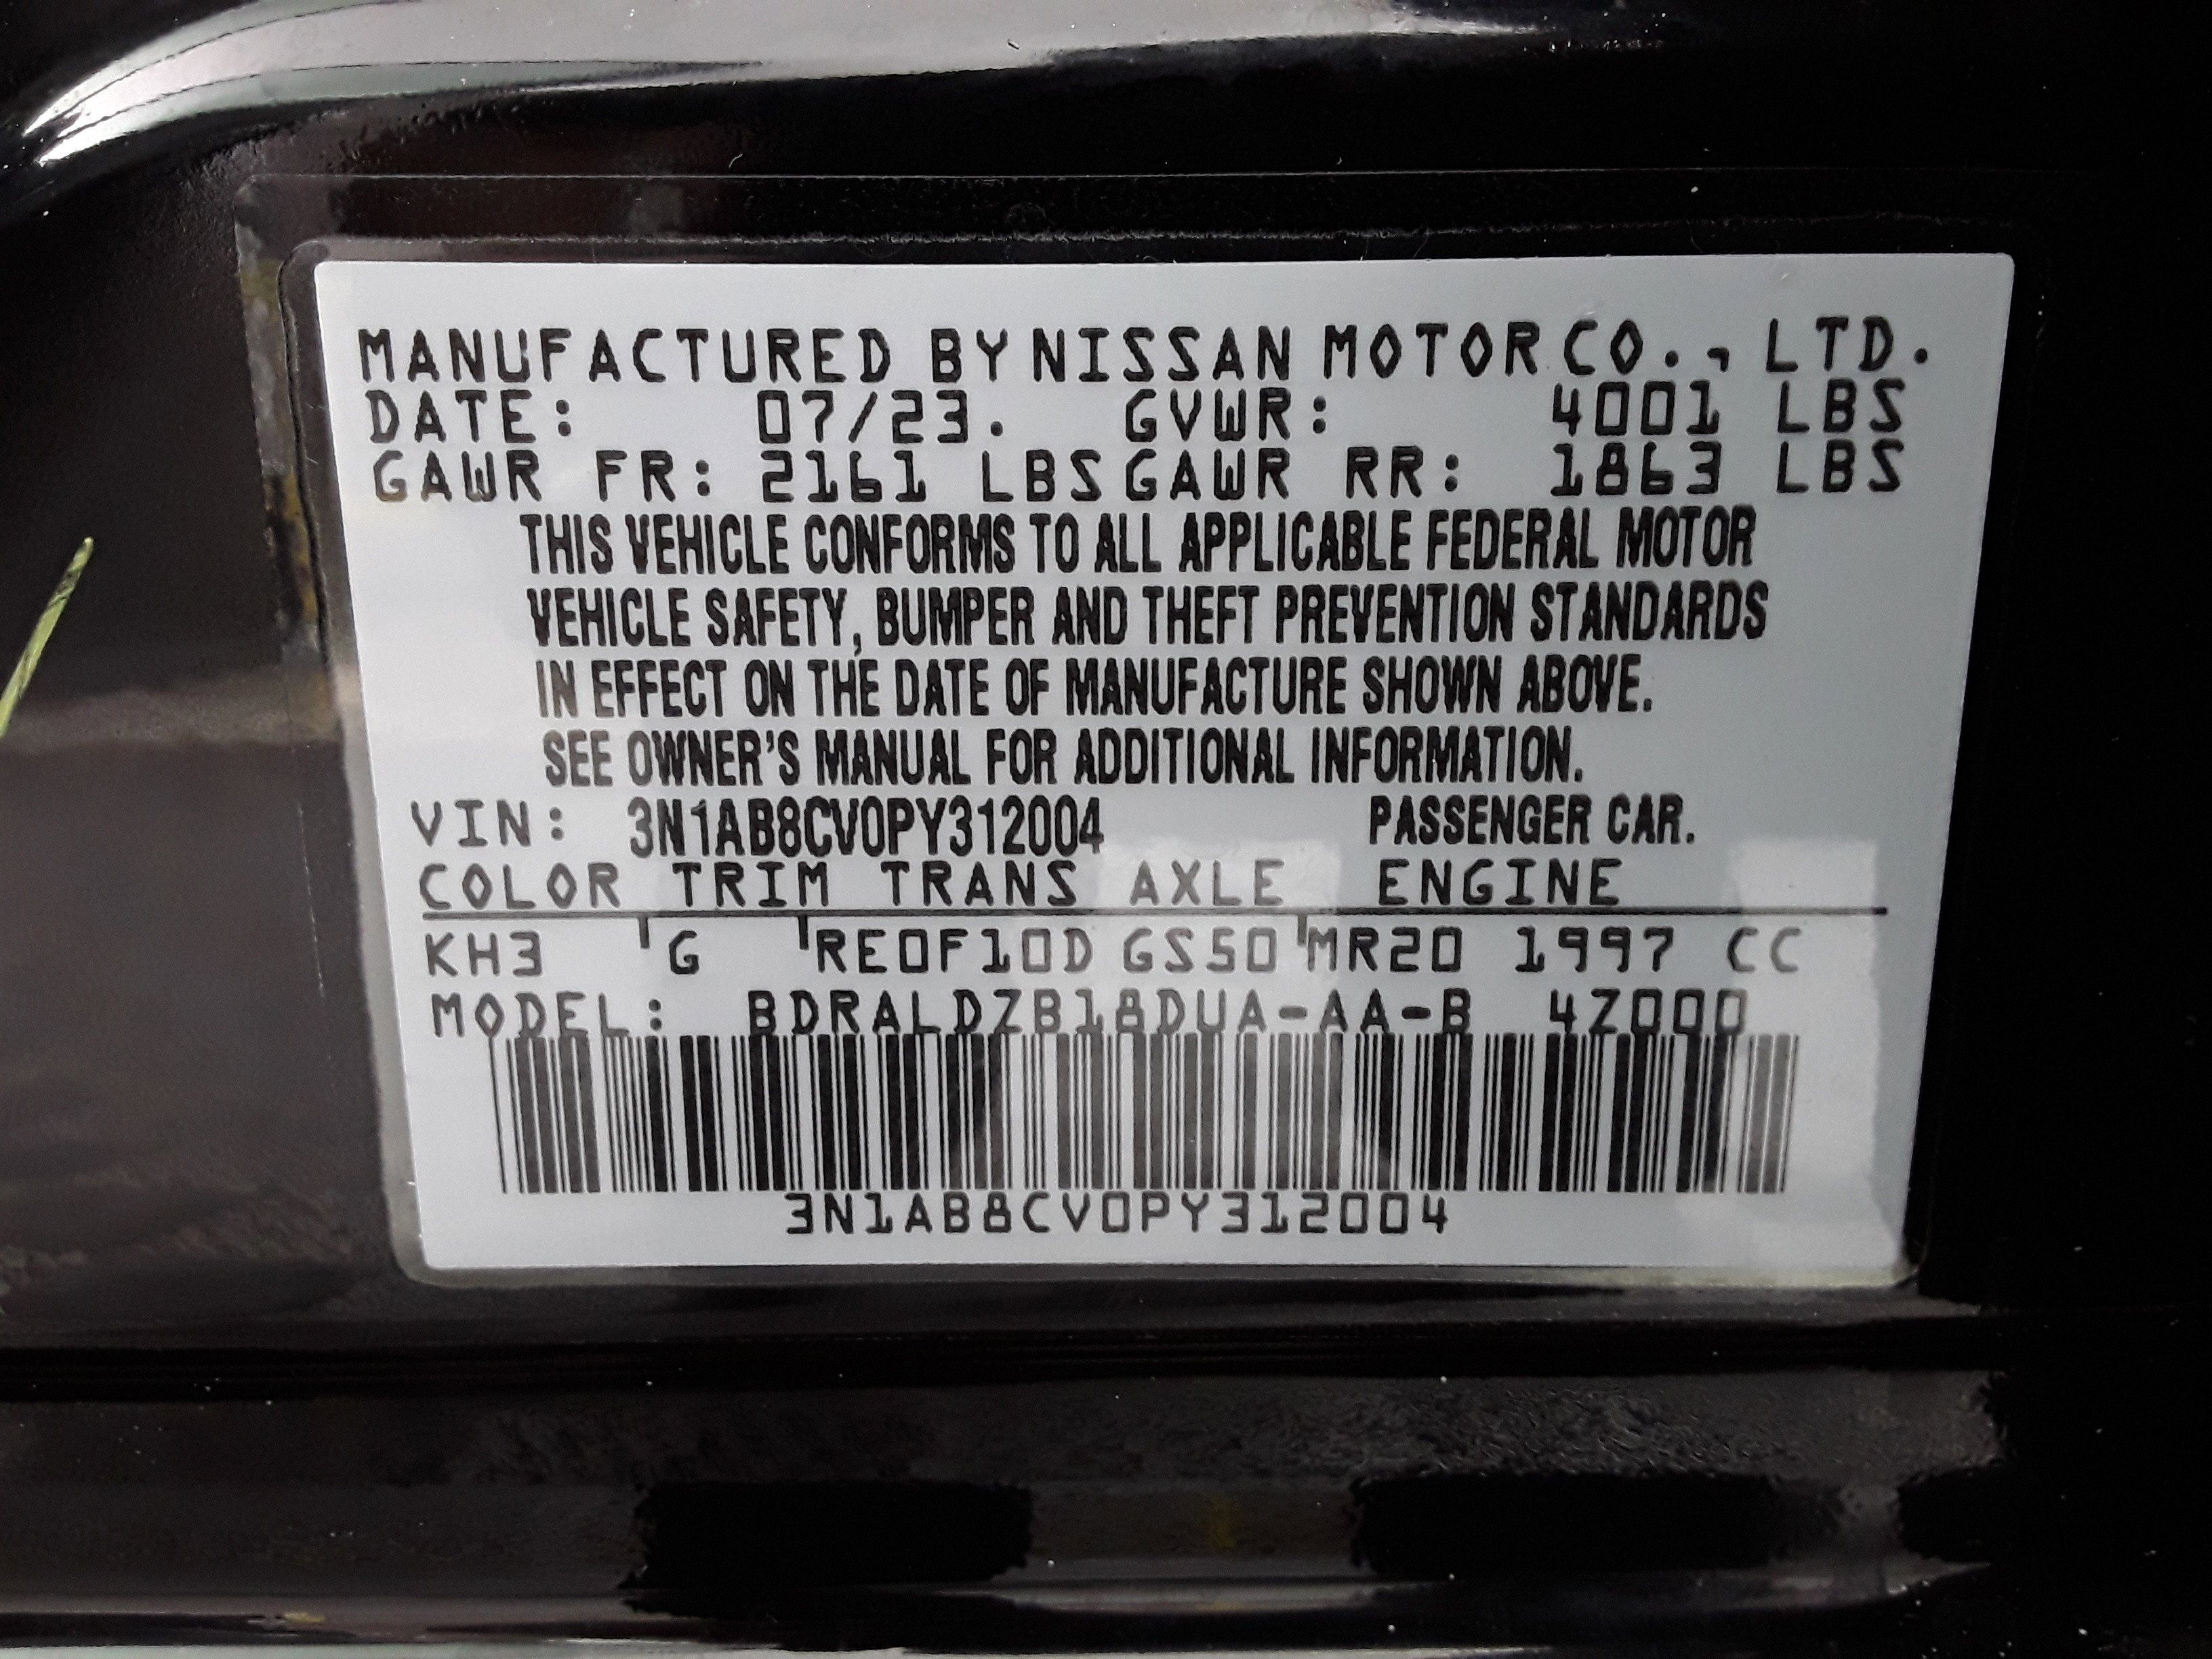 MANUFACTURED BY NISSAN MOTOR CO., LTD.
DATE: 07/23. GVWR: 4001 LBS
GAWR FR: 2161 LBS GAWR RR: 1863 LBS
THIS VEHICLE CONFORMS TO ALL APPLICABLE FEDERAL MOTOR
VEHICLE SAFETY, BUMPER AND THEFT PREVENTION STANDARDS
IN EFFECT ON THE DATE OF MANUFACTURE SHOWN ABOVE.
SEE OWNER'S MANUAL FOR ADDITIONAL INFORMATION.
VIN: 3N1AB8CV0PY312004 PASSENGER CAR.
COLOR TRIM TRANS AXLE ENGINE
KH3 G RE0F10D GS50 MR20 1997 CC
MODEL: BDRALDZB18DUA-AA-B 4Z000
3N1AB8CV0PY312004